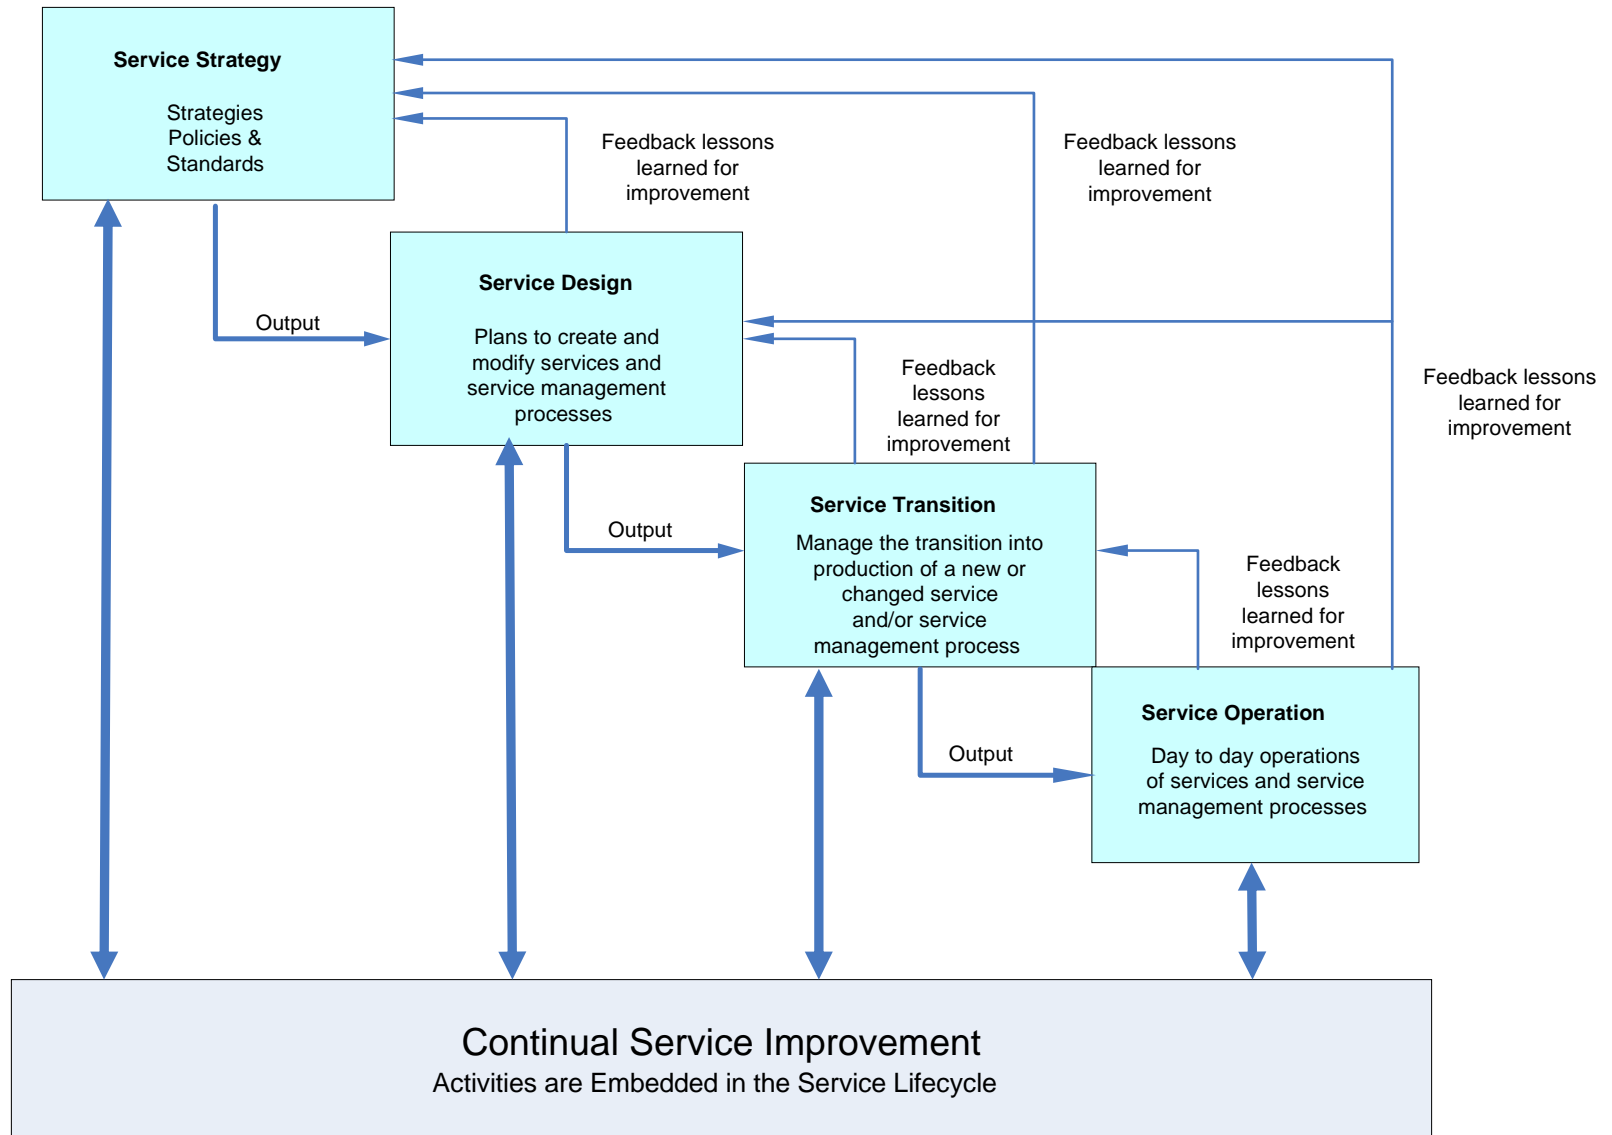 Service Strategy
Strategies
Policies &
Standards
Feedback lessons
learned for
improvement
Feedback lessons
learned for
improvement
Service Design
Plans to create and
modify services and
service management
processes
Output
Feedback
lessons
learned for
improvement
Feedback lessons
learned for
improvement
Service Transition
Manage the transition into
production of a new or
changed service
and/or service
management process
Output
Feedback
lessons
learned for
improvement
Service Operation
Day to day operations
of services and service
management processes
Output
Continual Service Improvement
Activities are Embedded in the Service Lifecycle